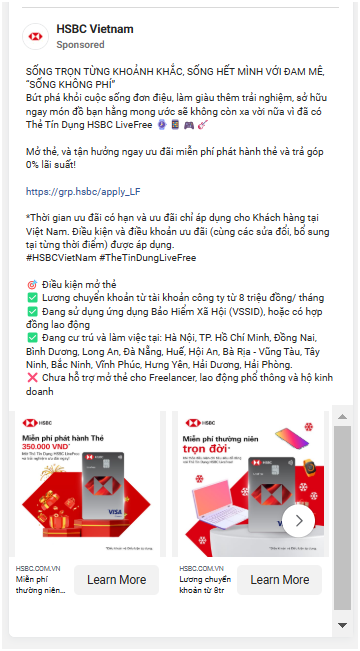 HSBC Vietnam
Sponsored
SỐNG TRỌN TỪNG KHOẢNH KHẮC, SỐNG HẾT MÌNH VỚI ĐAM MÊ,
“SỐNG KHÔNG PHÍ”
Bứt phá khỏi cuộc sống đơn điệu, làm giàu thêm trải nghiệm, sở hữu
ngay món đồ bạn hằng mong ước sẽ không còn xa vời nữa vì đã có
Thẻ Tín Dụng HSBC LiveFree 🔮 📱 🎮 🎸
Mở thẻ, và tận hưởng ngay ưu đãi miễn phí phát hành thẻ và trả góp
0% lãi suất!
https://grp.hsbc/apply_LF
*Thời gian ưu đãi có hạn và ưu đãi chỉ áp dụng cho Khách hàng tại
Việt Nam. Điều kiện và điều khoản ưu đãi (cùng các sửa đổi, bổ sung
tại từng thời điểm) được áp dụng.
#HSBCVietNam #TheTinDungLiveFree
🎯 Điều kiện mở thẻ
✅ Lương chuyển khoản từ tài khoản công ty từ 8 triệu đồng/ tháng
✅ Đang sử dụng ứng dụng Bảo Hiểm Xã Hội (VSSID), hoặc có hợp
đồng lao động
✅ Đang cư trú và làm việc tại: Hà Nội, TP. Hồ Chí Minh, Đồng Nai,
Bình Dương, Long An, Đà Nẵng, Huế, Hội An, Bà Rịa - Vũng Tàu, Tây
Ninh, Bắc Ninh, Vĩnh Phúc, Hưng Yên, Hải Dương, Hải Phòng.
❌ Chưa hỗ trợ mở thẻ cho Freelancer, lao động phổ thông và hộ kinh
doanh
HSBC
Miễn phí phát hành Thẻ
350.000 VND*
VISA
HSBC
Miễn phí thường niên
trọn đời*
VISA
HSBC.COM.VN
Miễn phí
thường niên...
Learn More
HSBC.COM.VN
Lương chuyển
khoản từ 8tr
Learn More